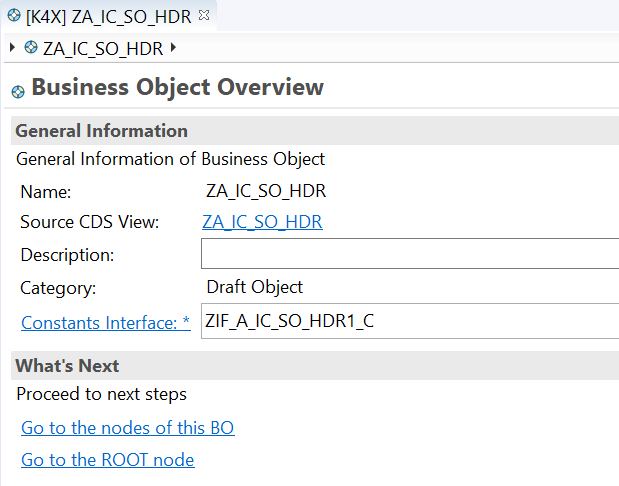 [K4X] ZA_IC_SO_HDR
ZA_IC_SO_HDR
Business Object Overview
General Information
General Information of Business Object
Name: ZA_IC_SO_HDR
Source CDS View: ZA_IC_SO_HDR
Description:
Category: Draft Object
Constants Interface: * ZIF_A_IC_SO_HDR1_C
What's Next
Proceed to next steps
Go to the nodes of this BO
Go to the ROOT node